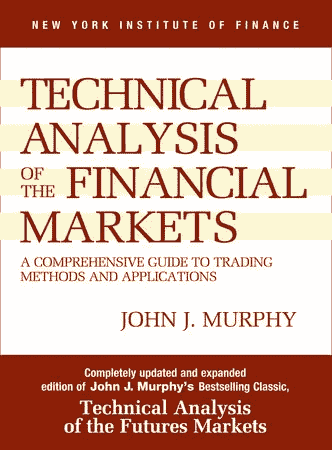 NEW YORK INSTITUTE OF FINANCE
TECHNICAL
ANALYSIS
OF THE FINANCIAL
MARKETS
A COMPREHENSIVE GUIDE TO TRADING
METHODS AND APPLICATIONS
JOHN J. MURPHY
Completely updated and expanded
edition of John J. Murphy's Bestselling Classic,
Technical Analysis
of the Futures Markets